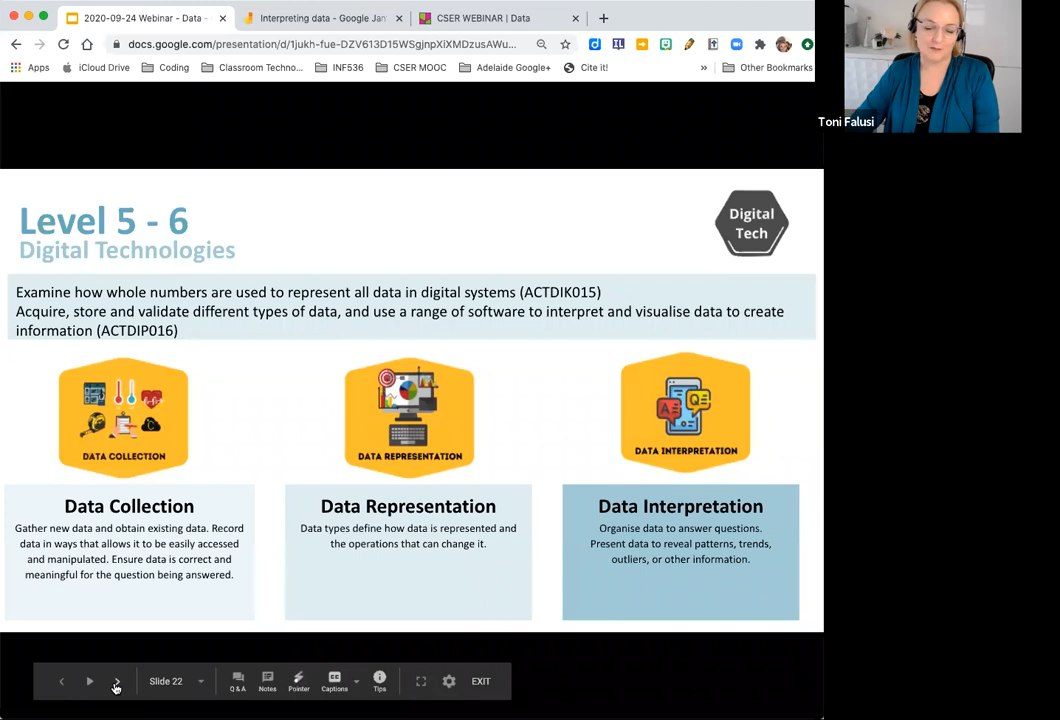 2020-09-24 Webinar - Data -
Interpreting data - Google Jam
CSER WEBINAR | Data
docs.google.com/presentation/d/1jukh-fue-DZV613D15WSgjnpXiXMDzusAWu...
Apps
iCloud Drive
Coding
Classroom Techno...
INF536
CSER MOOC
Adelaide Google+
Cite it!
»
Other Bookmarks
Toni Falusi
Level 5 - 6
Digital Technologies
Digital
Tech
Examine how whole numbers are used to represent all data in digital systems (ACTDIK015)
Acquire, store and validate different types of data, and use a range of software to interpret and visualise data to create
information (ACTDIP016)
DATA COLLECTION
A
Q
DATA REPRESENTATION
DATA INTERPRETATION
Data Collection
Gather new data and obtain existing data. Record
data in ways that allows it to be easily accessed
and manipulated. Ensure data is correct and
meaningful for the question being answered.
Data Representation
Data types define how data is represented and
the operations that can change it.
Data Interpretation
Organise data to answer questions.
Present data to reveal patterns, trends,
outliers, or other information.
Slide 22
Q & A
Notes
Pointer
Captions
Tips
EXIT